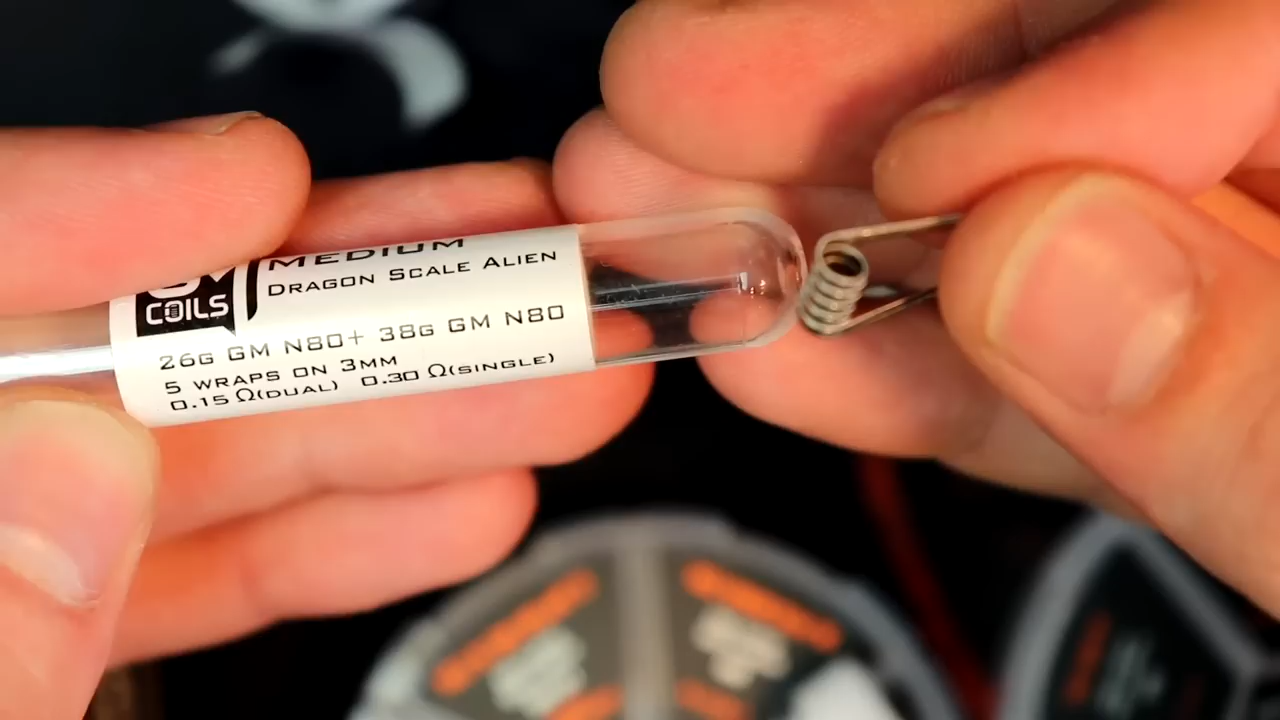 MEDIUM
DRAGON SCALE ALIEN
COILS
26G GM N80+ 38G GM N80
5 WRAPS ON 3MM
0.15 Ω(DUAL) 0.30 Ω(SINGLE)